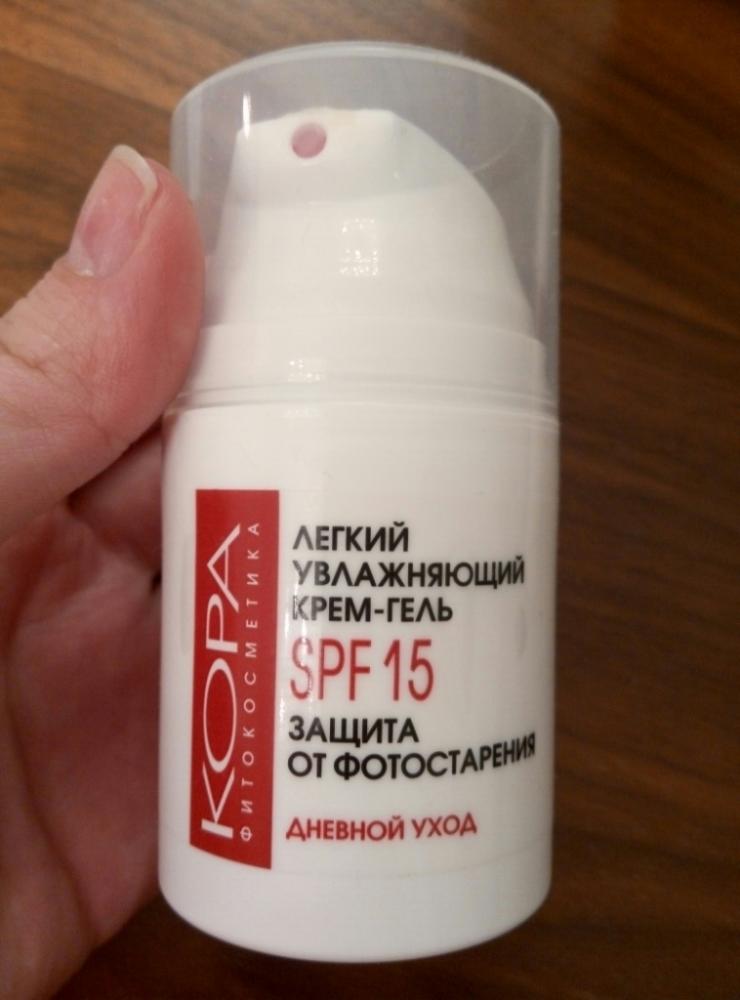 КОРА
ФИТОКОСМЕТИКА
ЛЕГКИЙ
УВЛАЖНЯЮЩИЙ
КРЕМ-ГЕЛЬ
SPF 15
ЗАЩИТА
ОТ ФОТОСТАРЕНИЯ
ДНЕВНОЙ УХОД